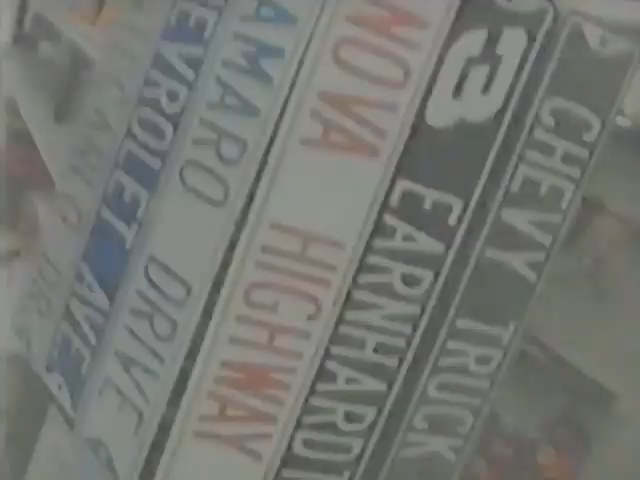 CHEVROLET AVE
CAMARO DRIVE
NOVA HIGHWAY
3 EARNHARDT
CHEVY TRUCK